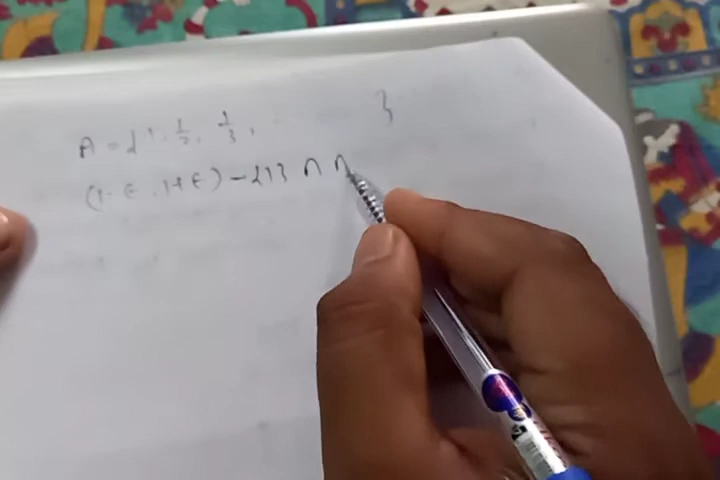 A = {1, 1/2, 1/3, . . }
(1-ε, 1+ε) - {1} ∩